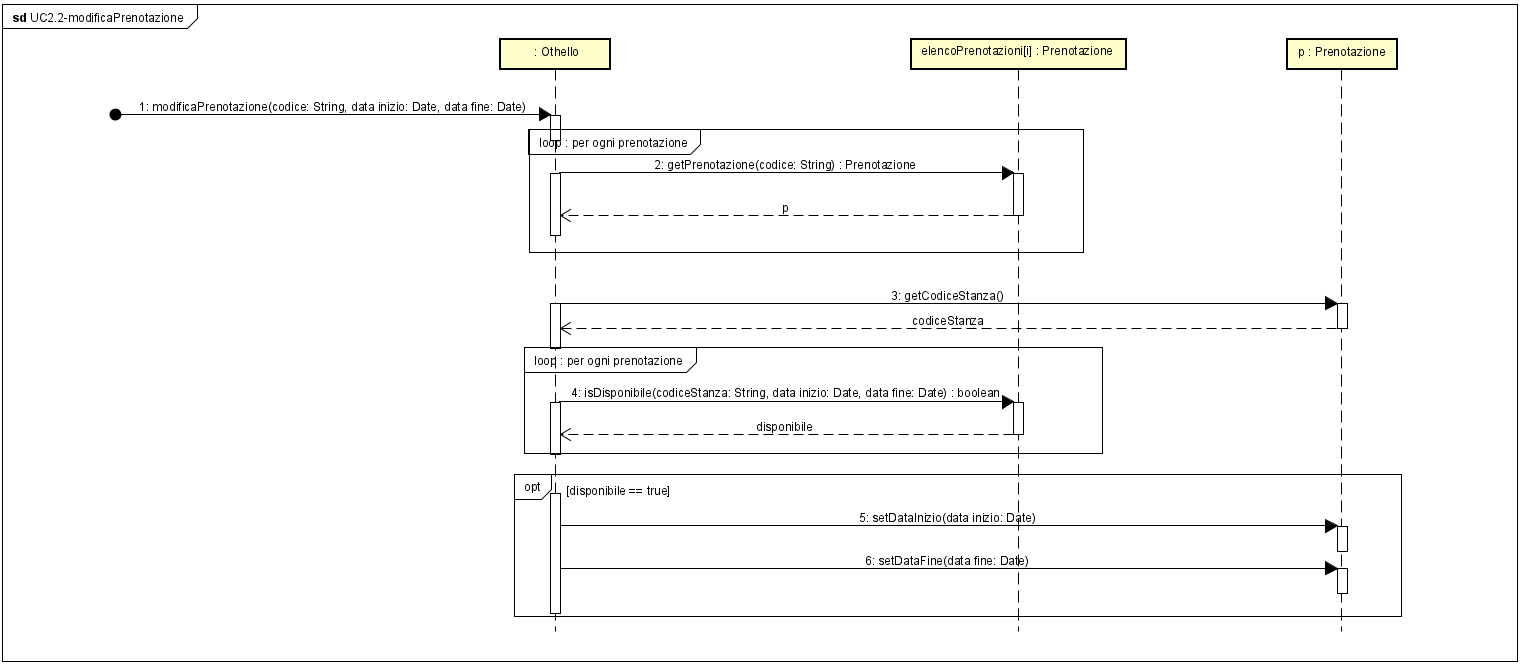 sd UC2.2-modificaPrenotazione
: Othello
elencoPrenotazioni[i] : Prenotazione
p : Prenotazione
1: modificaPrenotazione(codice: String, data inizio: Date, data fine: Date)
loop : per ogni prenotazione
2: getPrenotazione(codice: String) : Prenotazione
p
3: getCodiceStanza()
codiceStanza
loop : per ogni prenotazione
4: isDisponibile(codiceStanza: String, data inizio: Date, data fine: Date) : boolean
disponibile
opt
[disponibile == true]
5: setDataInizio(data inizio: Date)
6: setDataFine(data fine: Date)